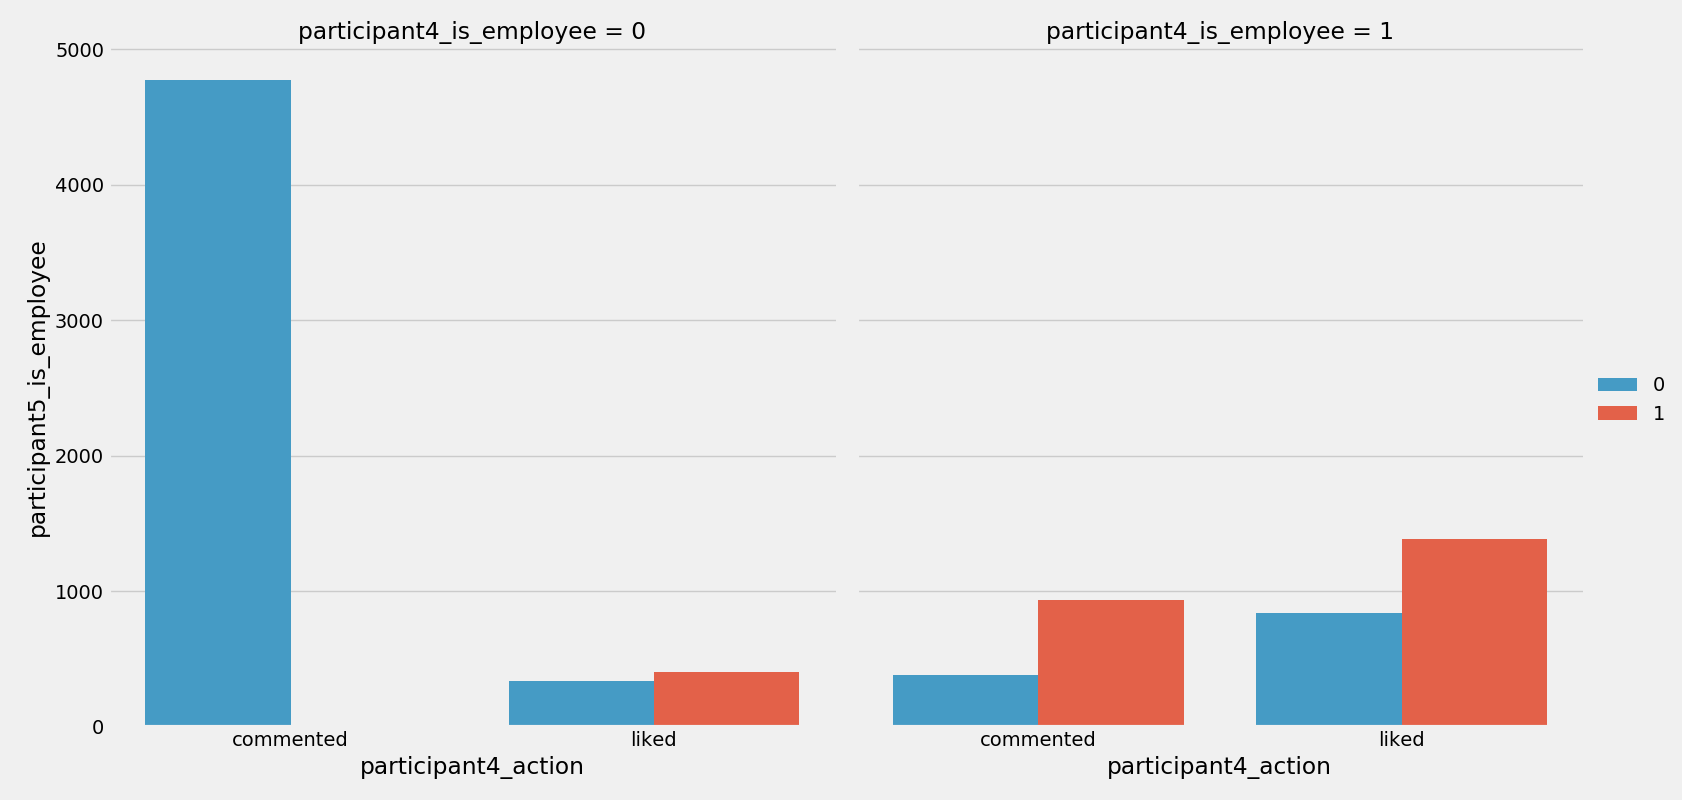 participant4_is_employee = 0
participant4_is_employee = 1
5000
4000
3000
2000
1000
0
participant5_is_employee
commented
liked
commented
liked
participant4_action
participant4_action
0
1